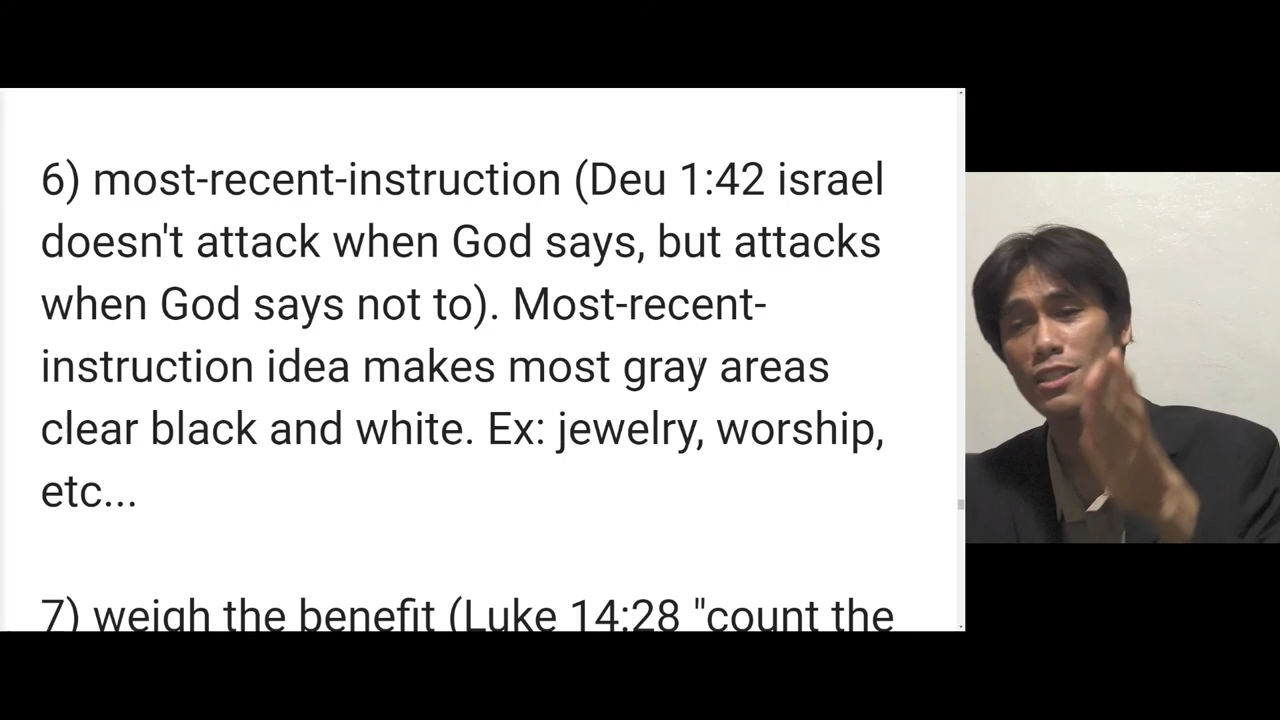 6) most-recent-instruction (Deu 1:42 israel
doesn't attack when God says, but attacks
when God says not to). Most-recent-
instruction idea makes most gray areas
clear black and white. Ex: jewelry, worship,
etc...
7) weigh the benefit (Luke 14:28 "count the